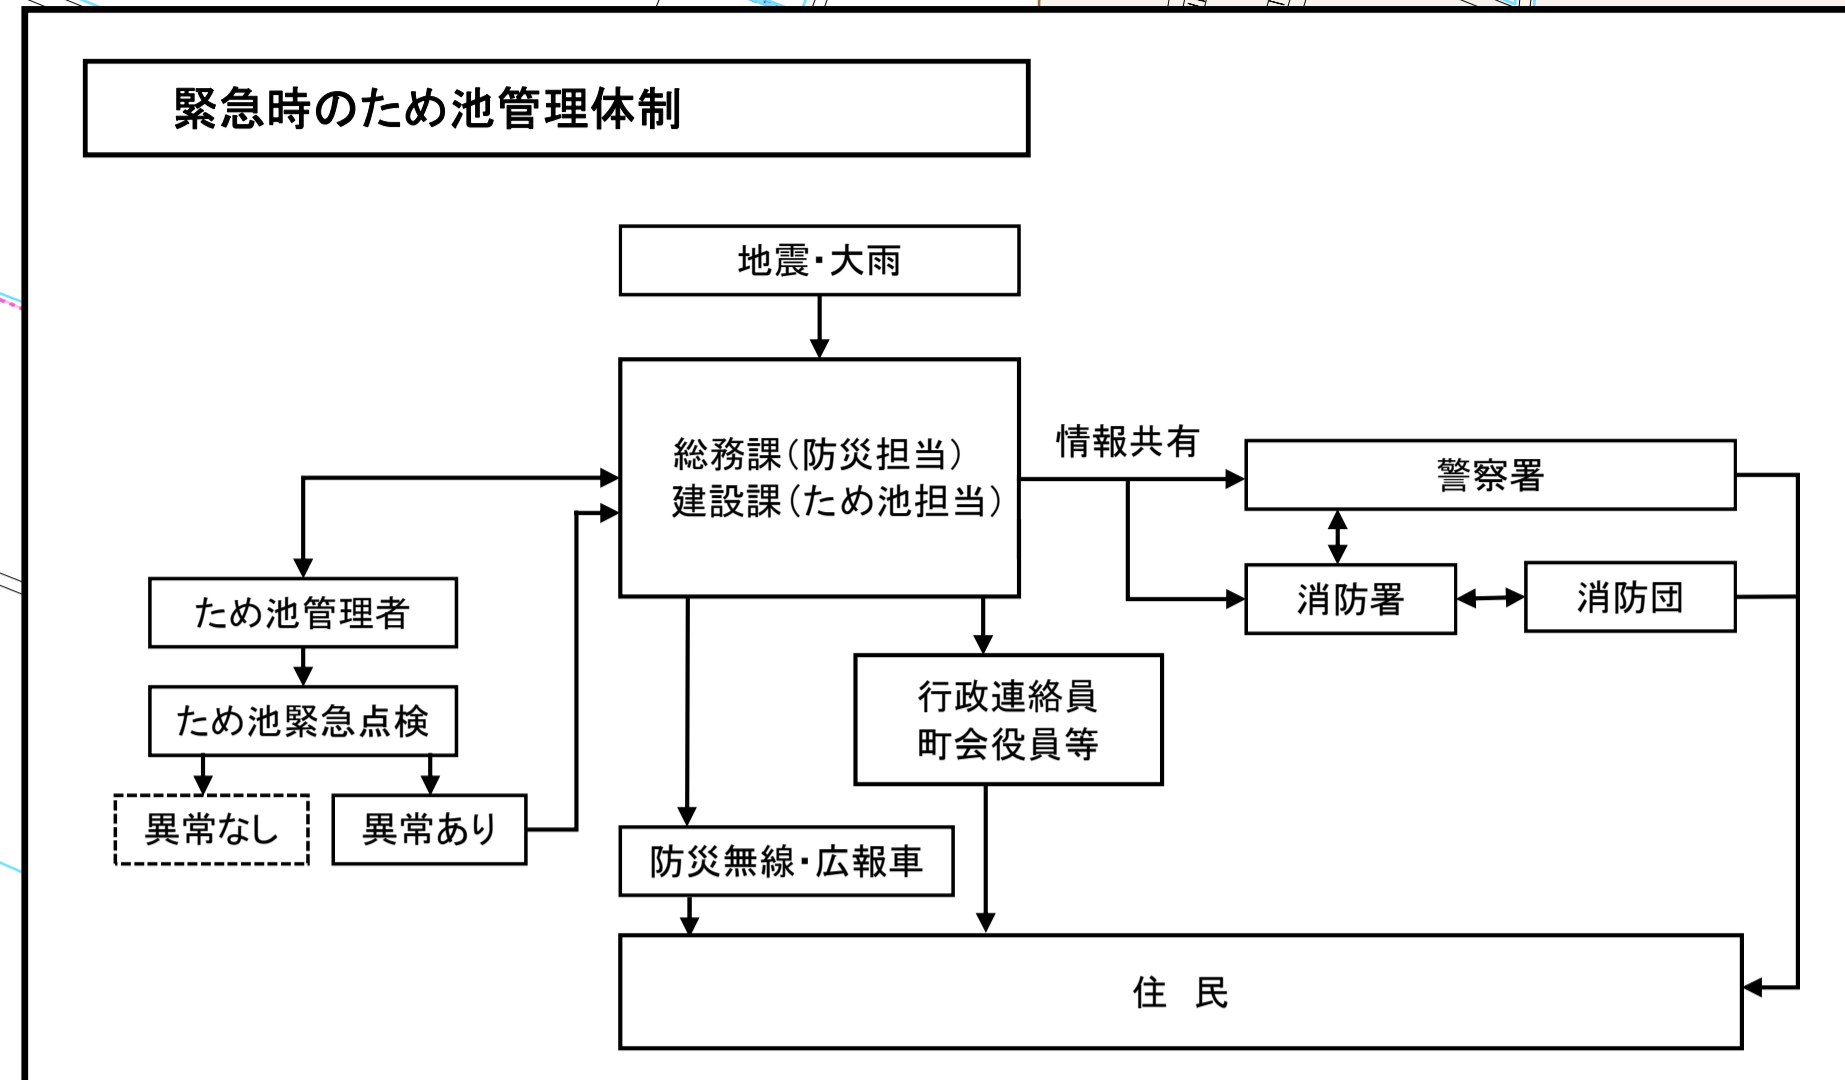 緊急時のため池管理体制
地震・大雨
総務課(防災担当)
建設課(ため池担当)
情報共有
警察署
消防署
消防団
ため池管理者
ため池緊急点検
異常なし
異常あり
行政連絡員
町会役員等
防災無線・広報車
住 民